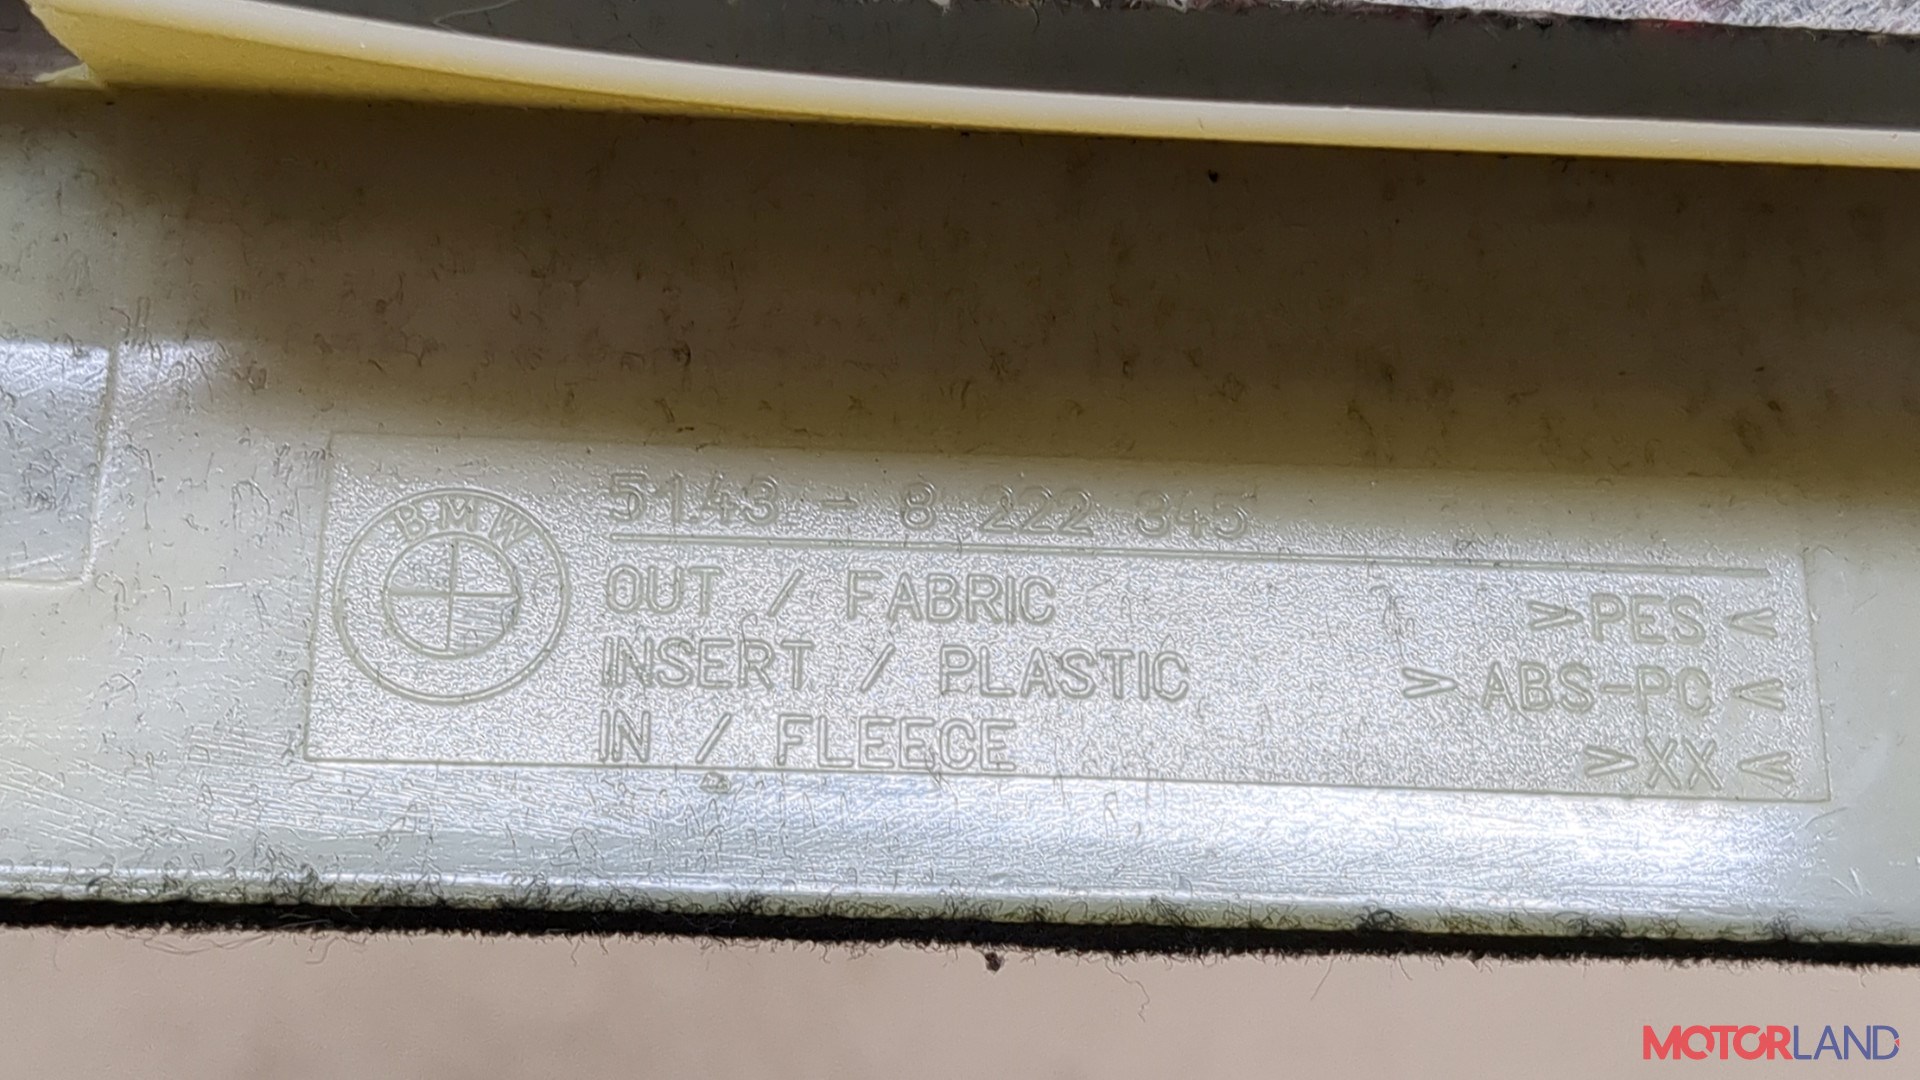 BMW
5143 - 8 222 345
OUT / FABRIC >PES<
INSERT / PLASTIC >ABS-PC<
IN / FLEECE >XX<
MOTORLAND